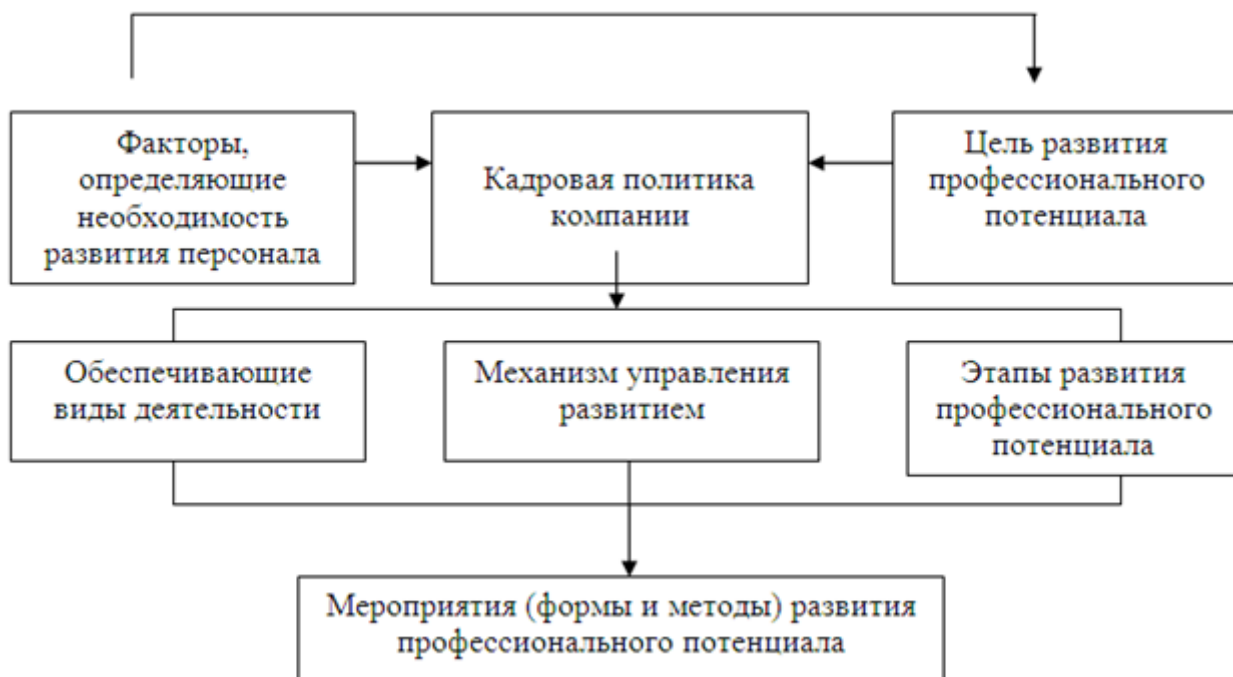 Факторы,
определяющие
необходимость
развития персонала
Кадровая политика
компании
Цель развития
профессионального
потенциала
Обеспечивающие
виды деятельности
Механизм управления
развитием
Этапы развития
профессионального
потенциала
Мероприятия (формы и методы) развития
профессионального потенциала